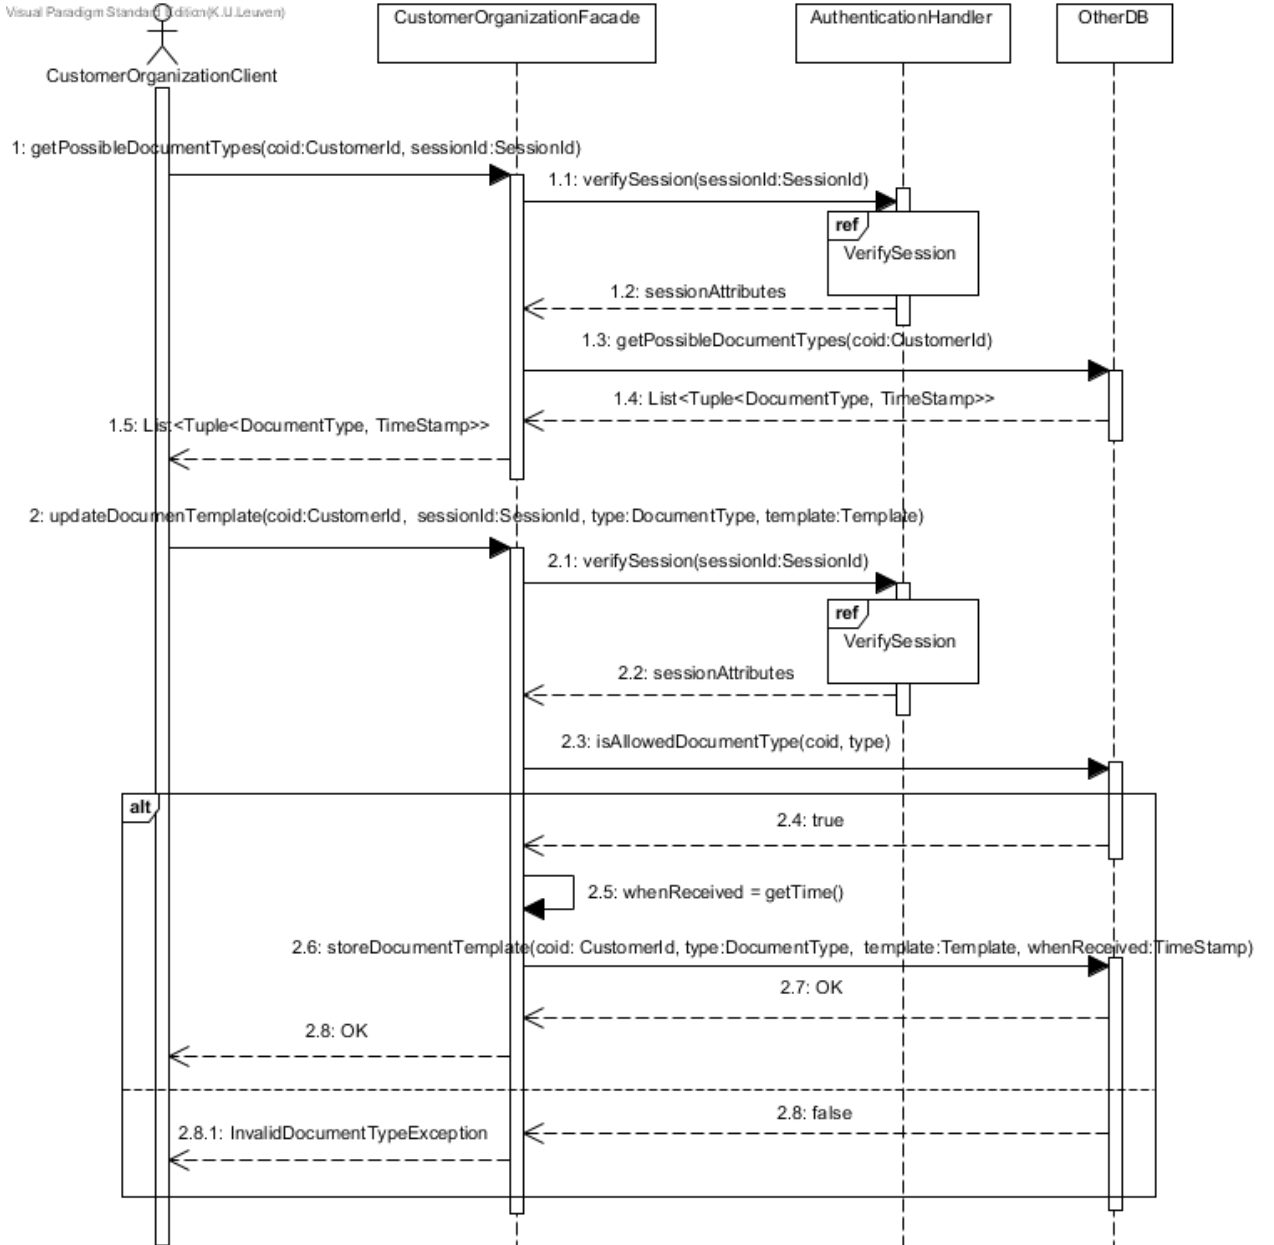 Visual Paradigm Standard Edition(K.U.Leuven)
CustomerOrganizationClient
CustomerOrganizationFacade
AuthenticationHandler
OtherDB
1: getPossibleDocumentTypes(coid:CustomerId, sessionId:SessionId)
1.1: verifySession(sessionId:SessionId)
ref
VerifySession
1.2: sessionAttributes
1.3: getPossibleDocumentTypes(coid:CustomerId)
1.4: List<Tuple<DocumentType, TimeStamp>>
1.5: List<Tuple<DocumentType, TimeStamp>>
2: updateDocumenTemplate(coid:CustomerId, sessionId:SessionId, type:DocumentType, template:Template)
2.1: verifySession(sessionId:SessionId)
ref
VerifySession
2.2: sessionAttributes
2.3: isAllowedDocumentType(coid, type)
alt
2.4: true
2.5: whenReceived = getTime()
2.6: storeDocumentTemplate(coid: CustomerId, type:DocumentType, template:Template, whenReceived:TimeStamp)
2.7: OK
2.8: OK
2.8: false
2.8.1: InvalidDocumentTypeException